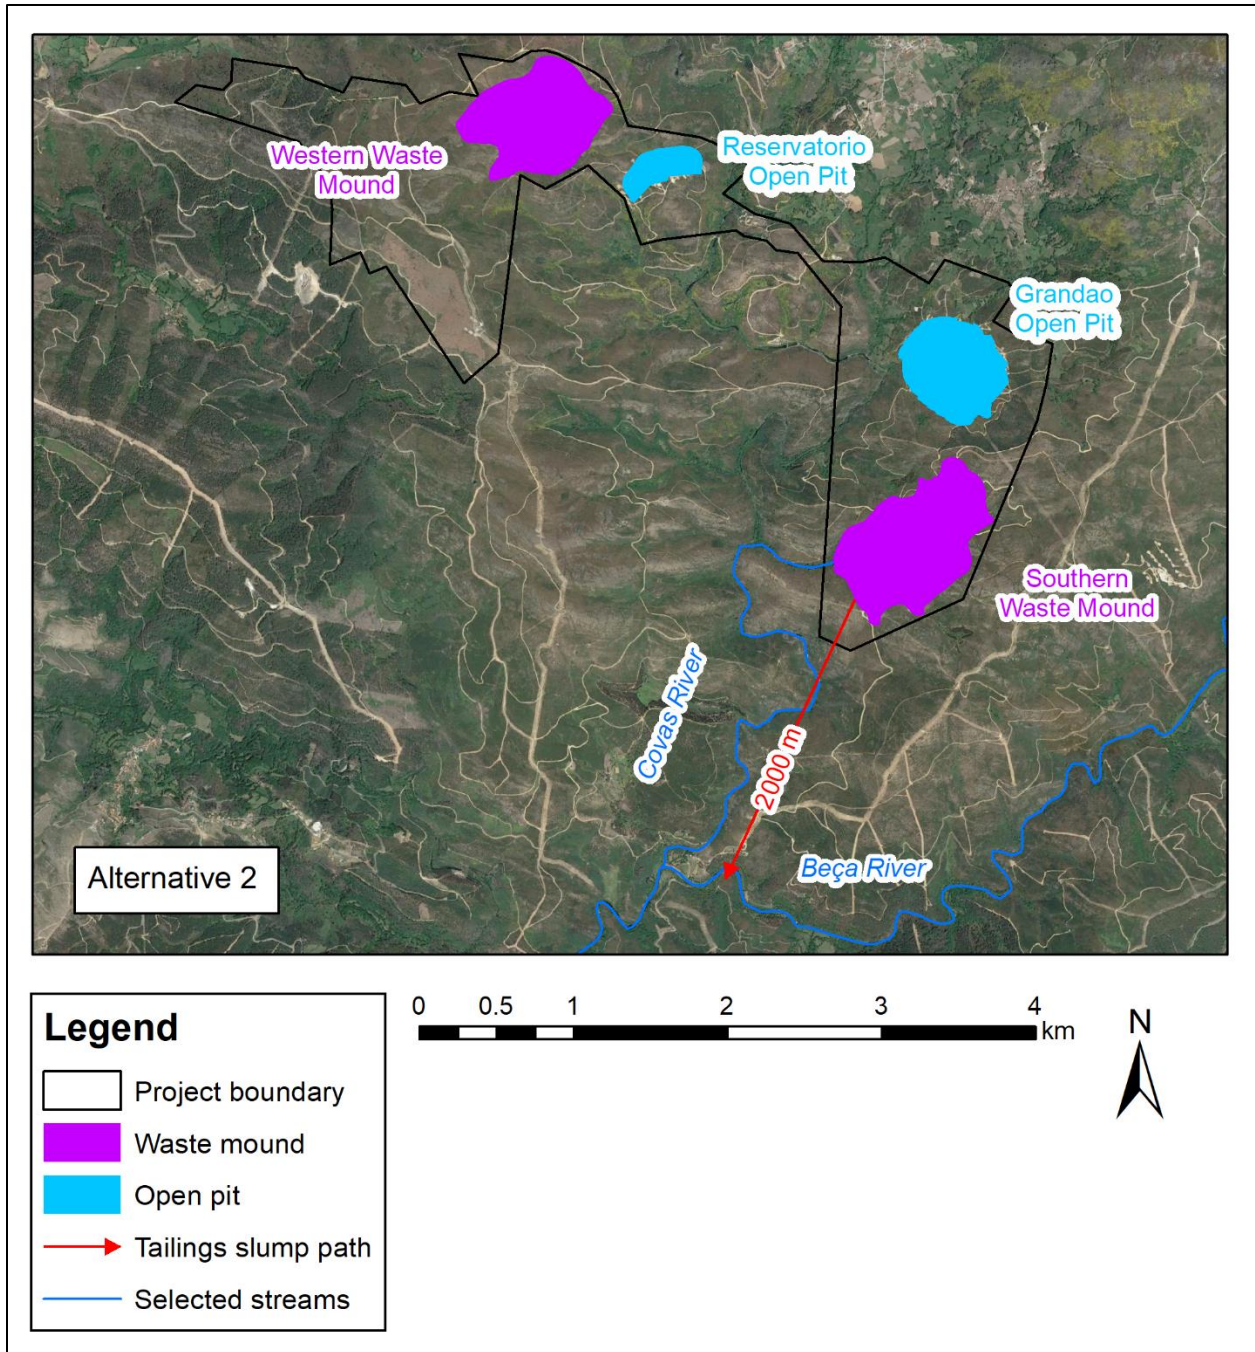 Western Waste
Mound
Reservatorio
Open Pit
Grandao
Open Pit
Southern
Waste Mound
Covas River
2000 m
Beça River
Alternative 2
Legend
Project boundary
Waste mound
Open pit
Tailings slump path
Selected streams
0 0.5 1 2 3 4
km
N